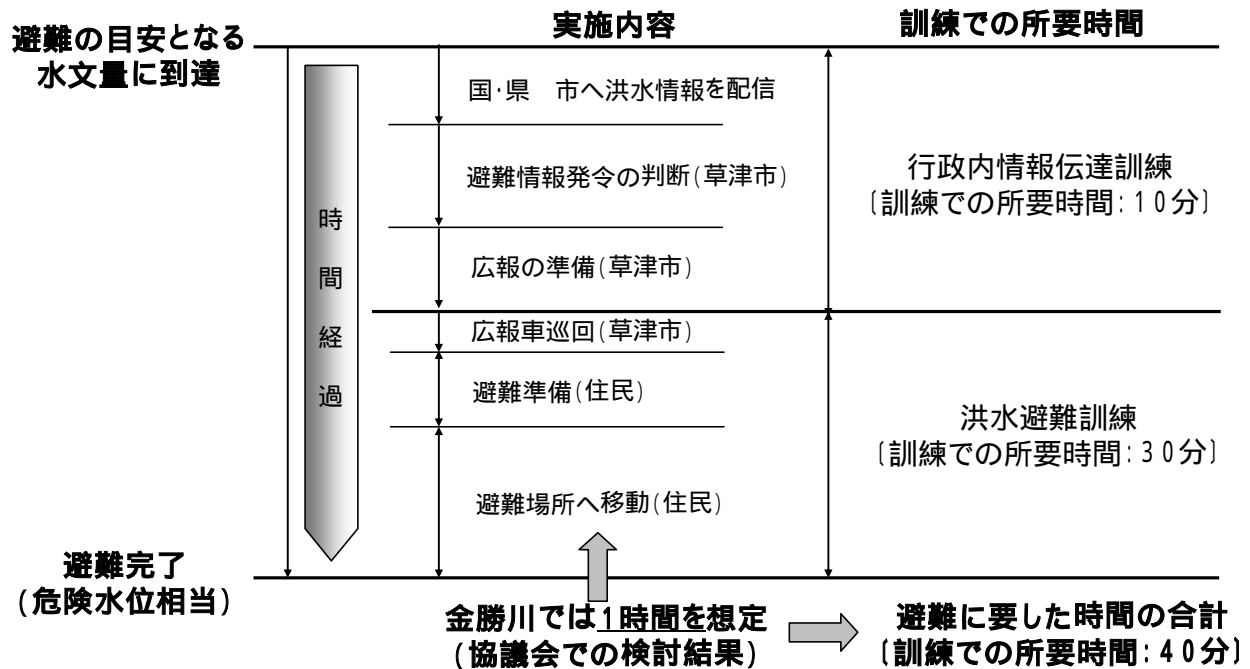 実施内容
訓練での所要時間
避難の目安となる
水文量に到達
国・県　市へ洪水情報を配信
避難情報発令の判断(草津市)
行政内情報伝達訓練
〔訓練での所要時間:10分〕
広報の準備(草津市)
時間経過
広報車巡回(草津市)
避難準備(住民)
洪水避難訓練
〔訓練での所要時間:30分〕
避難場所へ移動(住民)
避難完了
(危険水位相当)
金勝川では1時間を想定
(協議会での検討結果)
避難に要した時間の合計
〔訓練での所要時間:40分〕